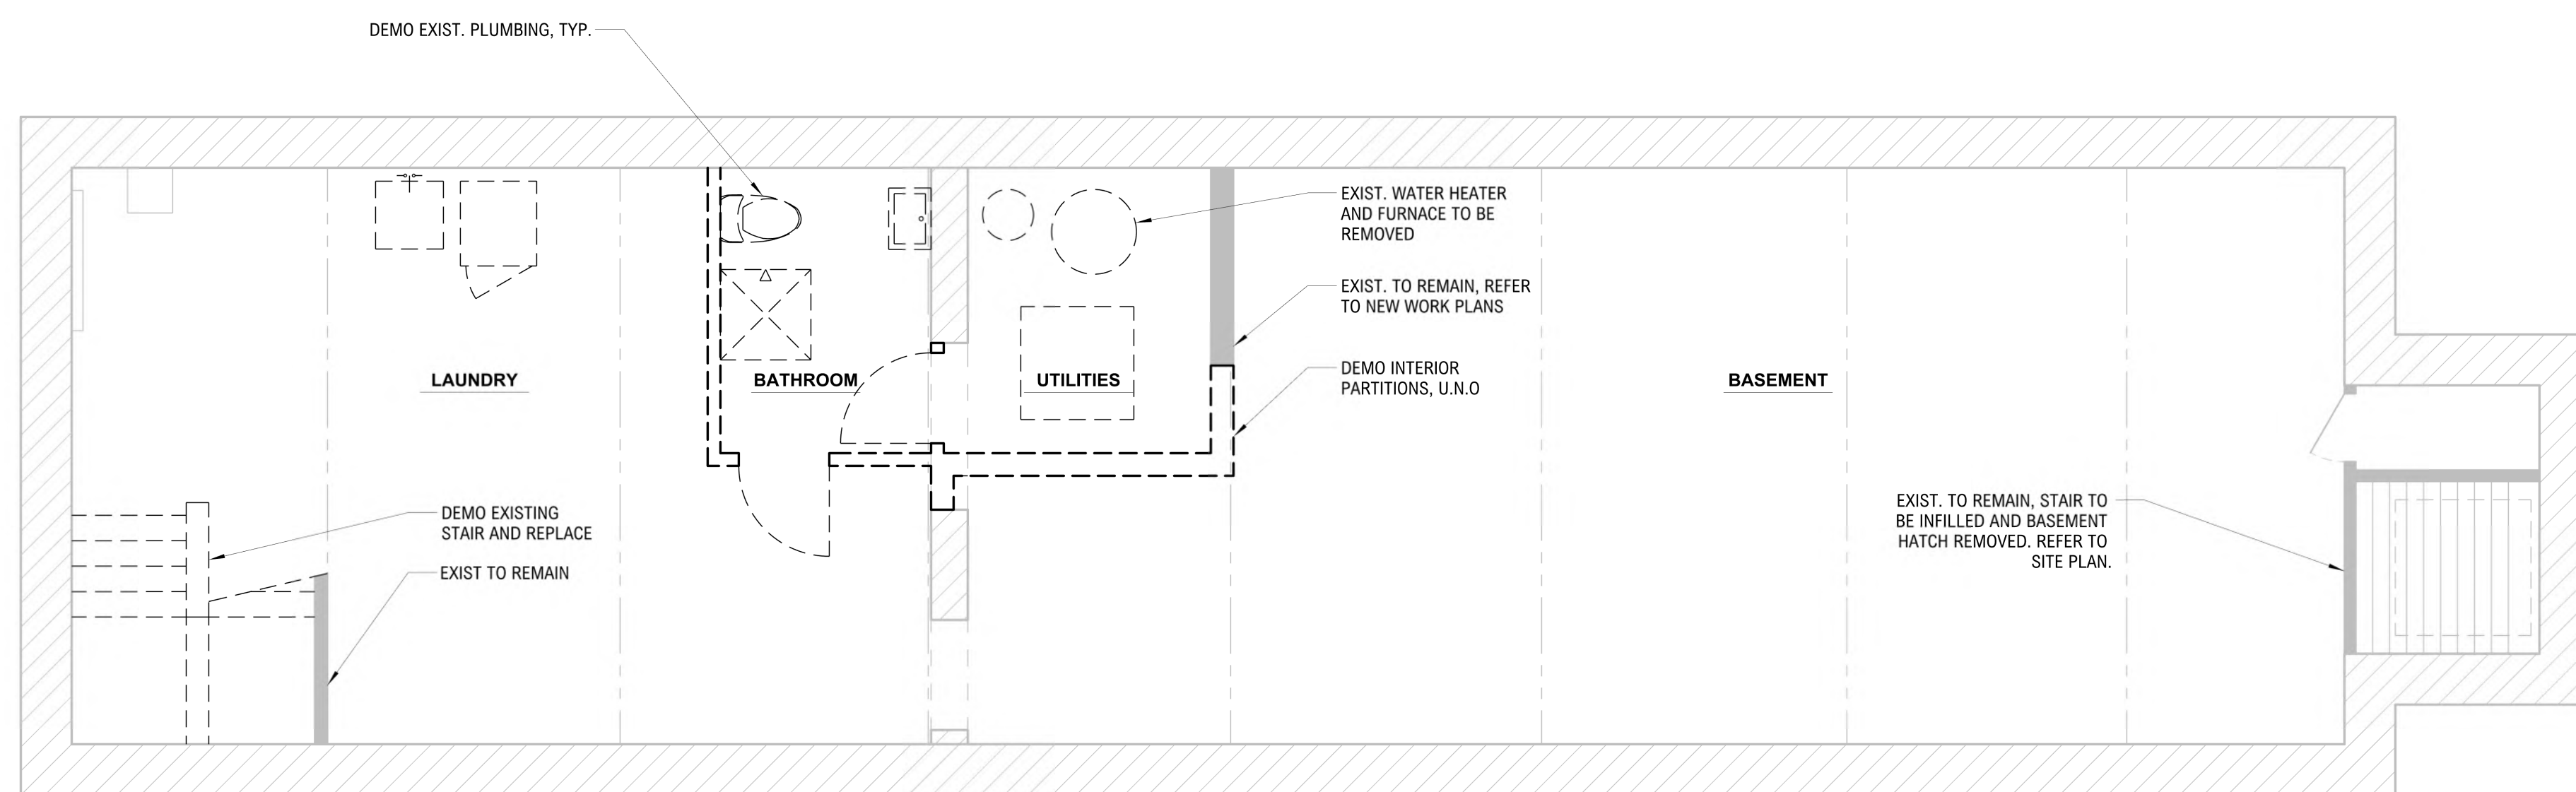 DEMO EXIST. PLUMBING, TYP.
EXIST. WATER HEATER
AND FURNACE TO BE
REMOVED
EXIST. TO REMAIN, REFER
TO NEW WORK PLANS
DEMO INTERIOR
PARTITIONS, U.N.O
LAUNDRY
BATHROOM
UTILITIES
BASEMENT
DEMO EXISTING
STAIR AND REPLACE
EXIST TO REMAIN
EXIST. TO REMAIN, STAIR TO
BE INFILLED AND BASEMENT
HATCH REMOVED. REFER TO
SITE PLAN.